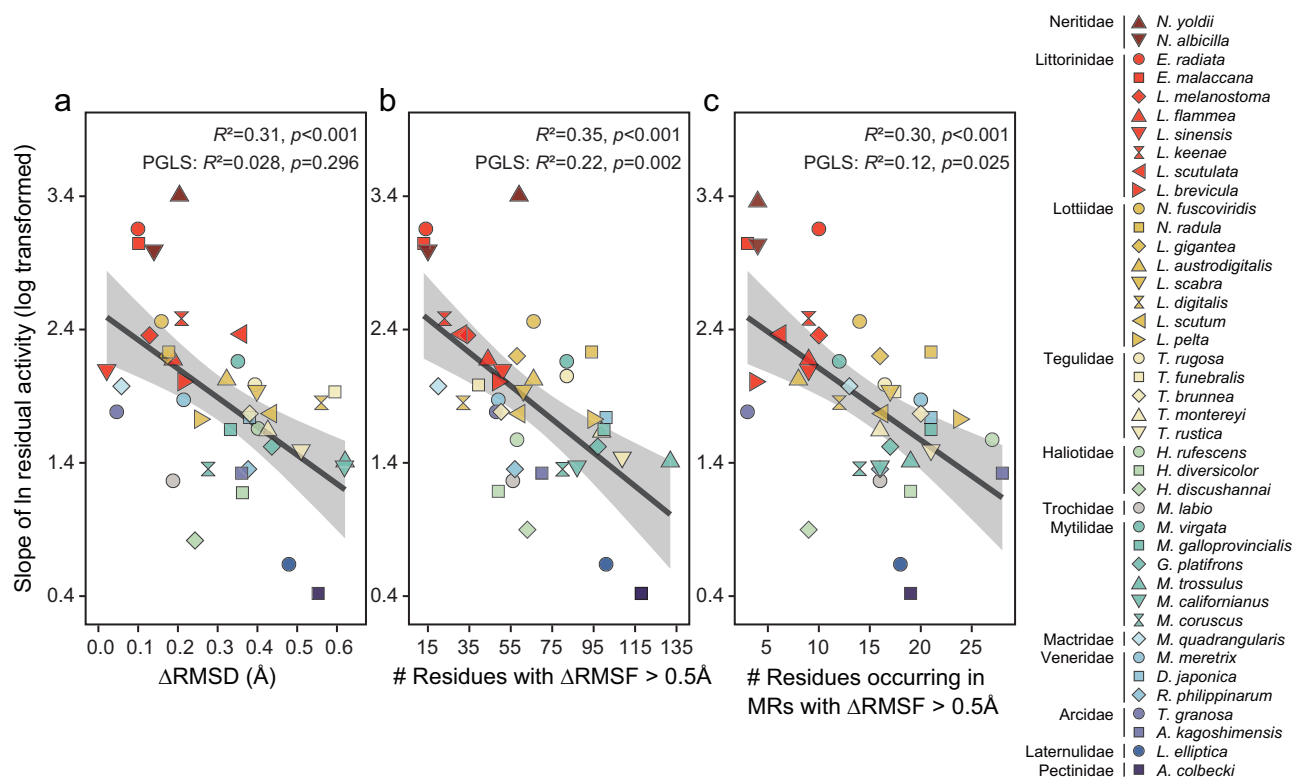 a
b
c
R²=0.31, p<0.001
PGLS: R²=0.028, p=0.296
R²=0.35, p<0.001
PGLS: R²=0.22, p=0.002
R²=0.30, p<0.001
PGLS: R²=0.12, p=0.025
Slope of ln residual activity (log transformed)
3.4
2.4
1.4
0.4
3.4
2.4
1.4
0.4
3.4
2.4
1.4
0.4
0.0 0.1 0.2 0.3 0.4 0.5 0.6
ΔRMSD (Å)
15 35 55 75 95 115 135
# Residues with ΔRMSF > 0.5Å
5 10 15 20 25
# Residues occurring in
MRs with ΔRMSF > 0.5Å
Neritidae N. yoldii
N. albicilla
Littorinidae E. radiata
E. malaccana
L. melanostoma
L. flammea
L. sinensis
L. keenae
L. scutulata
L. brevicula
Lottiidae N. fuscoviridis
N. radula
L. gigantea
L. austrodigitalis
L. scabra
L. digitalis
L. scutum
L. pelta
Tegulidae T. rugosa
T. funebralis
T. brunnea
T. montereyi
T. rustica
Haliotidae H. rufescens
H. diversicolor
H. discushannai
Trochidae M. labio
Mytilidae M. virgata
M. galloprovincialis
G. platifrons
M. trossulus
M. californianus
M. coruscus
Mactridae M. quadrangularis
Veneridae M. meretrix
D. japonica
R. philippinarum
Arcidae T. granosa
A. kagoshimensis
Laternulidae L. elliptica
Pectinidae A. colbecki